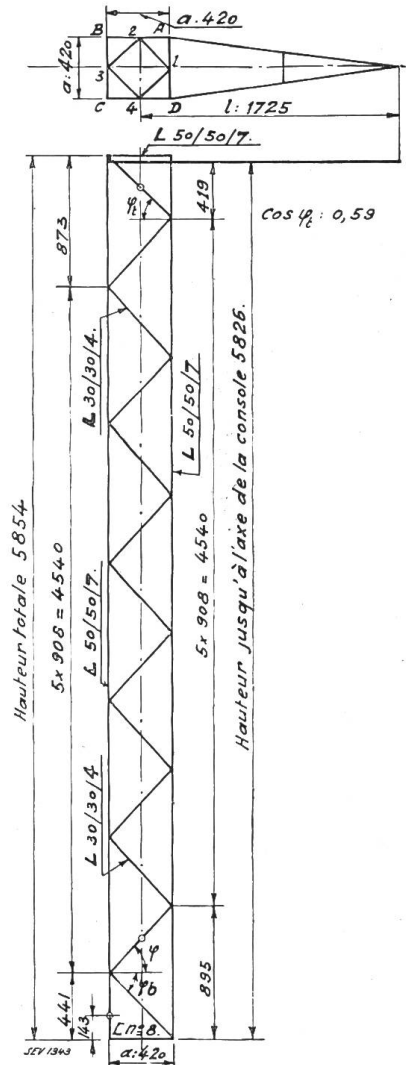 a:420
B 2 A
a:420
3 1
C 4 D
l:1725
L 50/50/7.
φt
419
cos φt: 0,59
873
L 30/30/4.
L 50/50/7
Hauteur totale 5854
5x 908 = 4540
5x 908 = 4540
Hauteur jusqu'à l'axe de la console 5826.
L 50/50/7.
L 30/30/4
φ
φb
441
143
895
[n=8.
SEV 1343
a:420